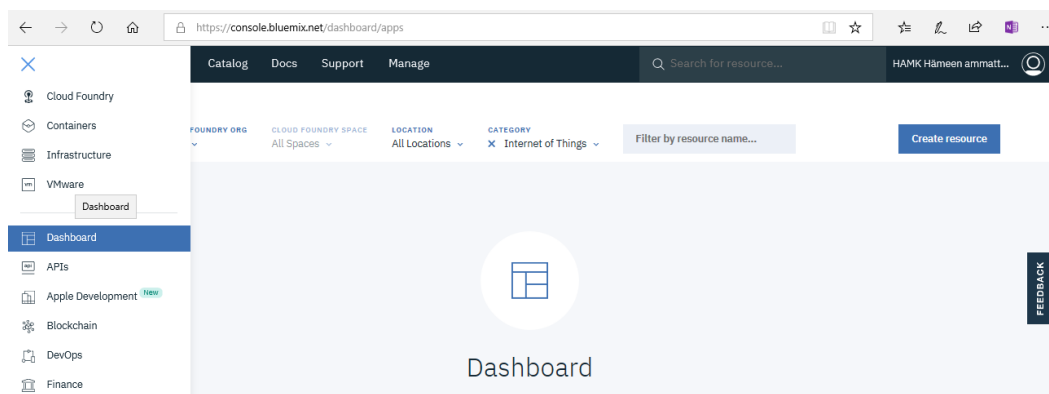 https://console.bluemix.net/dashboard/apps
Catalog Docs Support Manage Search for resource... HAMK Hämeen ammatt...
Cloud Foundry
Containers
Infrastructure
VMware
Dashboard
Dashboard
APIs
Apple Development New
Blockchain
DevOps
Finance
FOUNDRY ORG CLOUD FOUNDRY SPACE LOCATION CATEGORY
All Spaces All Locations Internet of Things Filter by resource name... Create resource
Dashboard
FEEDBACK